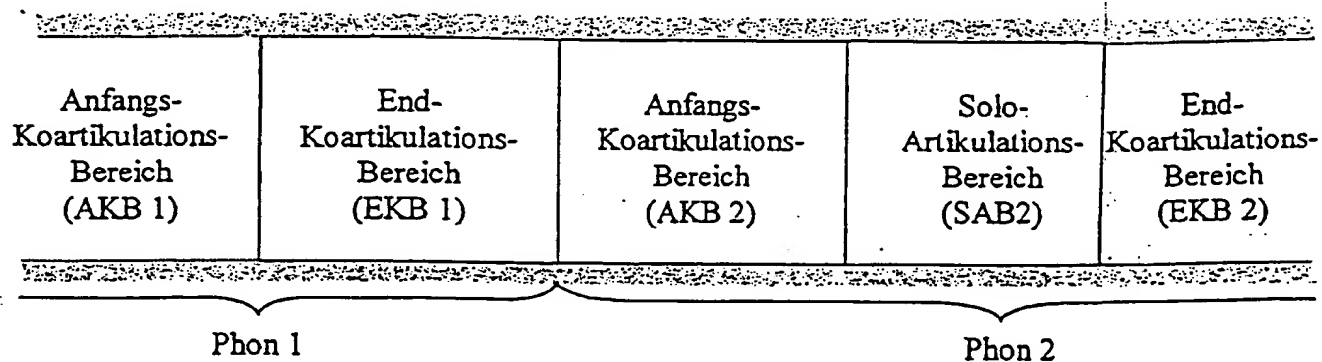 Anfangs-
Koartikulations-
Bereich
(AKB 1)
End-
Koartikulations-
Bereich
(EKB 1)
Anfangs-
Koartikulations-
Bereich
(AKB 2)
Solo-
Artikulations-
Bereich
(SAB2)
End-
Koartikulations-
Bereich
(EKB 2)
Phon 1
Phon 2